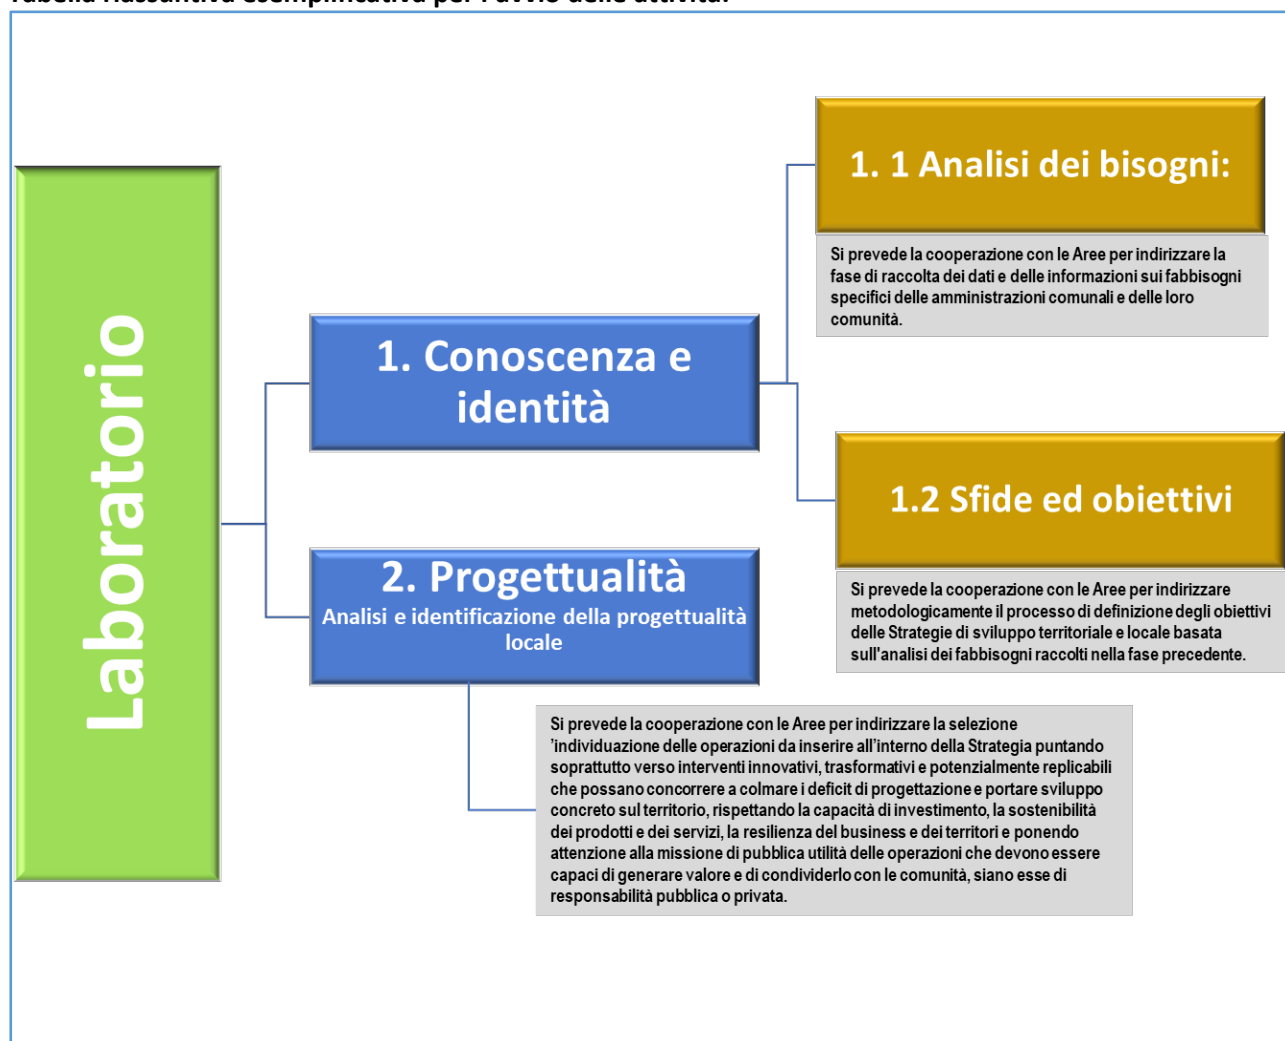 Tabella riassuntiva esemplificativa per l'avvio delle attività:
Laboratorio
1. Conoscenza e
identità
1. 1 Analisi dei bisogni:
Si prevede la cooperazione con le Aree per indirizzare la
fase di raccolta dei dati e delle informazioni sui fabbisogni
specifici delle amministrazioni comunali e delle loro
comunità.
1.2 Sfide ed obiettivi
Si prevede la cooperazione con le Aree per indirizzare
metodologicamente il processo di definizione degli obiettivi
delle Strategie di sviluppo territoriale e locale basata
sull'analisi dei fabbisogni raccolti nella fase precedente.
2. Progettualità
Analisi e identificazione della progettualità
locale
Si prevede la cooperazione con le Aree per indirizzare la selezione
’individuazione delle operazioni da inserire all’interno della Strategia puntando
soprattutto verso interventi innovativi, trasformativi e potenzialmente replicabili
che possano concorrere a colmare i deficit di progettazione e portare sviluppo
concreto sul territorio, rispettando la capacità di investimento, la sostenibilità
dei prodotti e dei servizi, la resilienza del business e dei territori e ponendo
attenzione alla missione di pubblica utilità delle operazioni che devono essere
capaci di generare valore e di condividerlo con le comunità, siano esse di
responsabilità pubblica o privata.